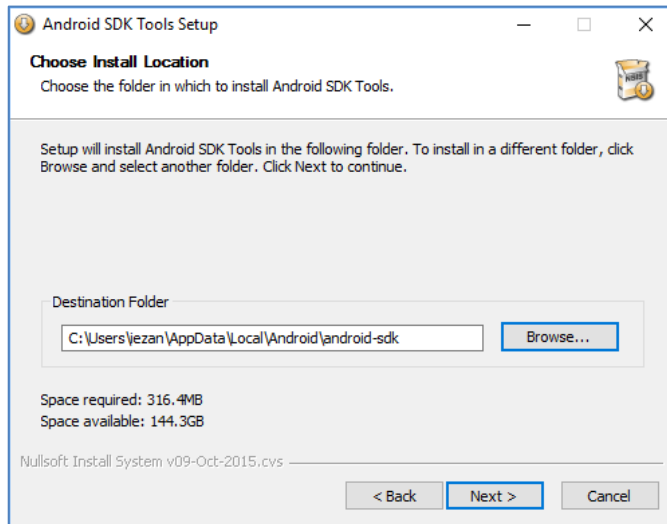 Android SDK Tools Setup
Choose Install Location
Choose the folder in which to install Android SDK Tools.
NSIS
Setup will install Android SDK Tools in the following folder. To install in a different folder, click
Browse and select another folder. Click Next to continue.
Destination Folder
C:\Users\iezan\AppData\Local\Android\android-sdk
Browse...
Space required: 316.4MB
Space available: 144.3GB
Nullsoft Install System v09-Oct-2015.cvs
< Back Next > Cancel